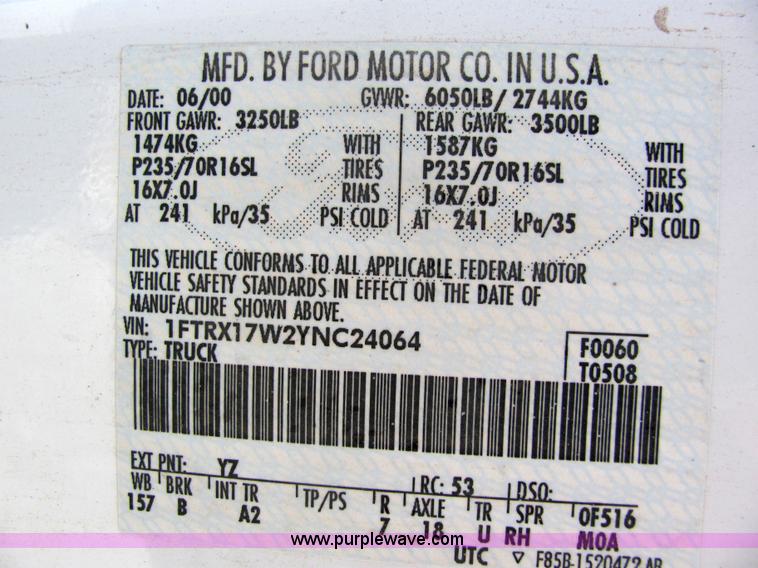 MFD. BY FORD MOTOR CO. IN U.S.A.
DATE: 06/00 GVWR: 6050LB/ 2744KG
FRONT GAWR: 3250LB REAR GAWR: 3500LB
1474KG WITH 1587KG WITH
P235/70R16SL TIRES P235/70R16SL TIRES
16X7.0J RIMS 16X7.0J RIMS
AT 241 kPa/35 PSI COLD AT 241 kPa/35 PSI COLD
THIS VEHICLE CONFORMS TO ALL APPLICABLE FEDERAL MOTOR
VEHICLE SAFETY STANDARDS IN EFFECT ON THE DATE OF
MANUFACTURE SHOWN ABOVE.
VIN: 1FTRX17W2YNC24064 F0060
TYPE: TRUCK T0508
EXT PNT: YZ RC: 53 DSO:
WB BRK INT TR TP/PS R AXLE TR SPR 0F516
157 B A2 7 18 U RH M0A
www.purplewave.com
UTC ▽ F85B-1520472 AB